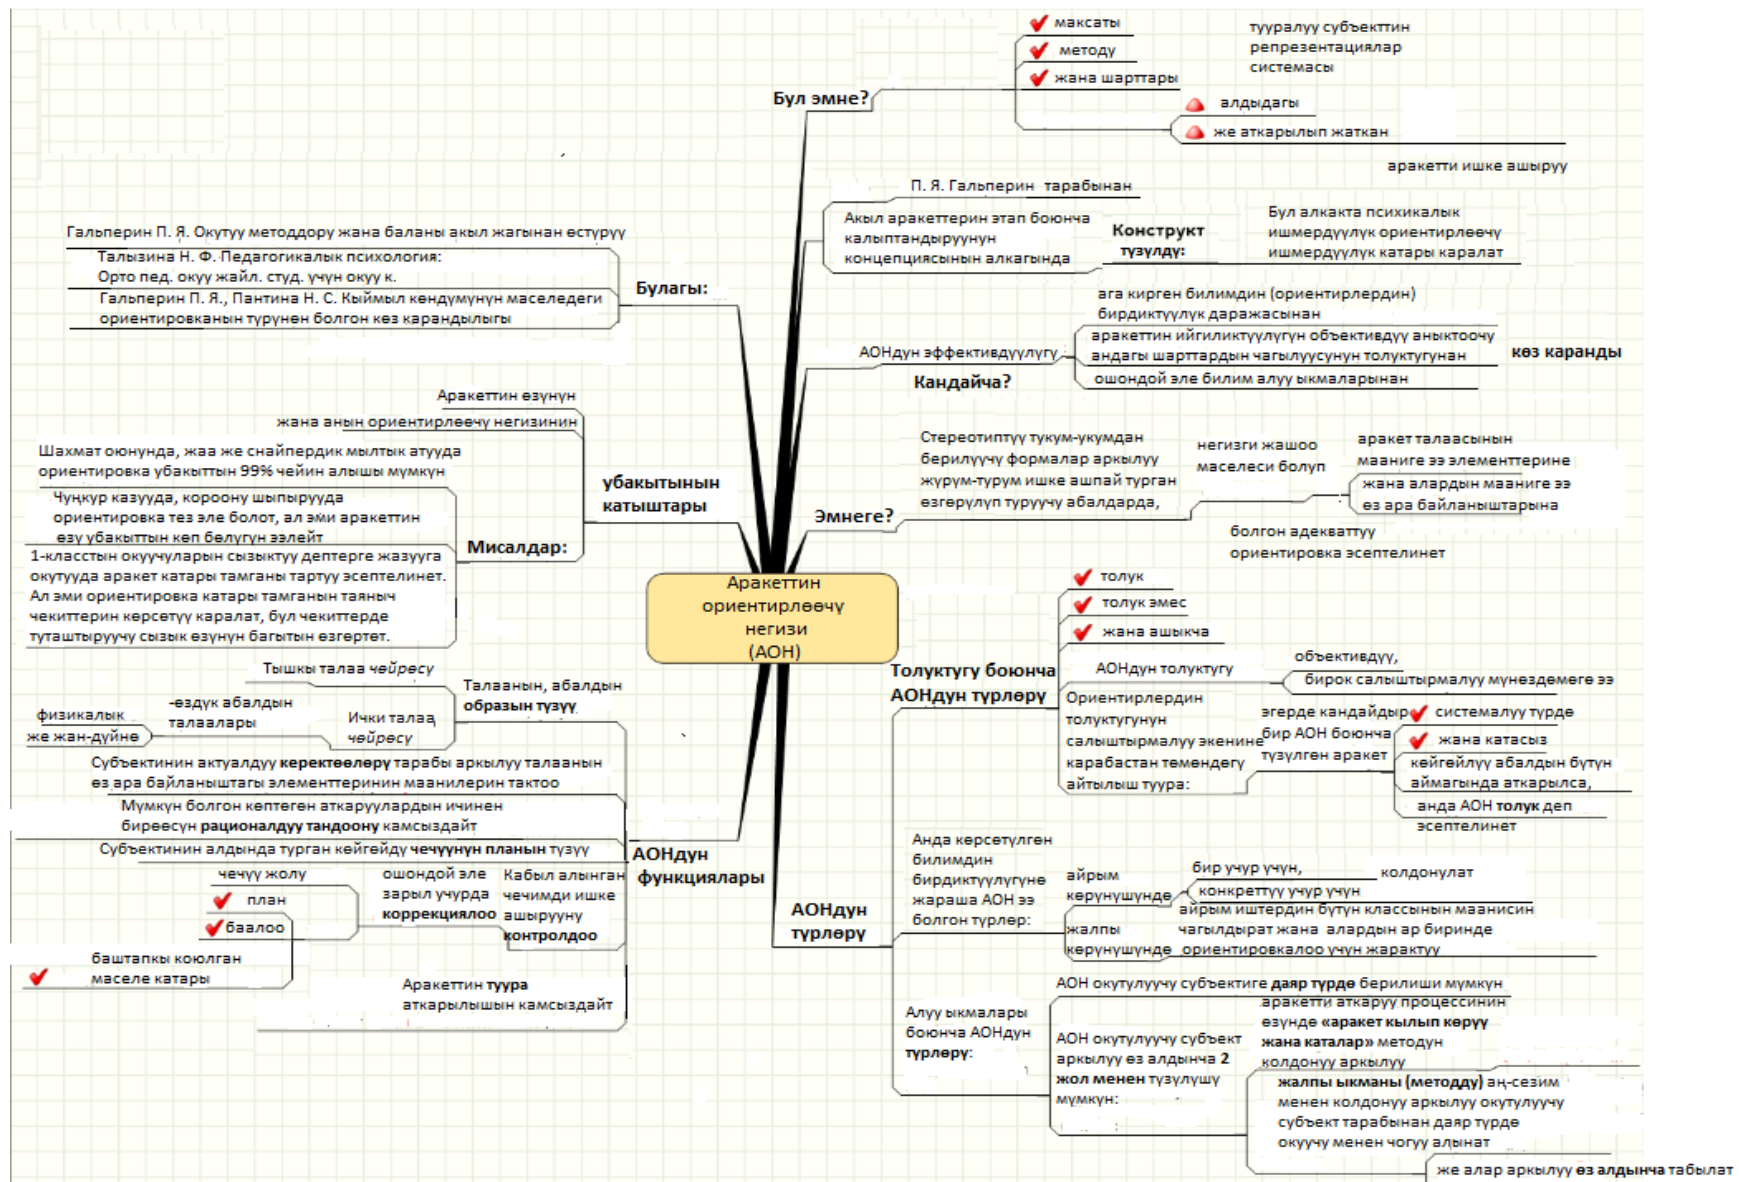 максаты
методу
жана шарттары
тууралуу субъекттин
репрезентациялар
системасы
Бул эмне?
алдыдагы
же аткарылып жаткан
аракетти ишке ашыруу
П. Я. Гальперин тарабынан
Акыл аракеттерин этап боюнча
калыптандыруунун
концепциясынын алкагында
Конструкт
түзүлдү:
Бул алкакта психикалык
ишмердүүлүк ориентирлөөчү
ишмердүүлүк катары каралат
ага кирген билимдин (ориентирлердин)
бирдиктүүлүк даражасынан
аракеттин ийгиликтүүлүгүн объективдүү аныктоочу
андагы шарттардын чагылуусунун толуктугунан
ошондой эле билим алуу ыкмаларынан
көз каранды
АОНдун эффективдүүлүгү
Кандайча?
Стереотиптүү тукум-укумдан
берилүүчү формалар аркылуу
жүрүм-турум ишке ашпай турган
өзгөрүлүп туруучу абалдарда,
Эмнеге?
негизги жашоо
маселеси болуп
аракет талаасынын
мааниге ээ элементтерине
жана алардын мааниге ээ
өз ара байланыштарына
болгон адекваттуу
ориентировка эсептелинет
Гальперин П. Я. Окутуу методдору жана баланы акыл жагынан өстүрүү
Талызина Н. Ф. Педагогикалык психология:
Орто пед. окуу жайл. студ. үчүн окуу к.
Гальперин П. Я., Пантина Н. С. Кыймыл көндүмүнүн маселедеги
ориентировканын түрүнөн болгон көз карандылыгы
Булагы:
Аракеттин өзүнүн
жана анын ориентирлөөчү негизинин
убакытынын
катыштары
Шахмат оюнунда, жаа же снайпердик мылтык атууда
ориентировка убакыттын 99% чейин алышы мүмкүн
Чуңкур казууда, короону шыпырууда
ориентировка тез эле болот, ал эми аракеттин
өзү убакыттын көп бөлүгүн ээлейт
Мисалдар:
1-класстын окуучуларын сызыктуу дептерге жазууга
окутууда аракет катары тамганы тартуу эсептелинет.
Ал эми ориентировка катары тамганын таяныч
чекиттерин көрсөтүү каралат, бул чекиттерде
туташтыруучу сызык өзүнүн багытын өзгөртөт.
Аракеттин
ориентирлөөчү
негизи
(АОН)
Тышкы талаа чөйрөсү
Талаанын, абалдын
образын түзүү
-өздүк абалдын
талаалары
Ички талаа
чөйрөсү
физикалык
же жан-дүйнө
Субъектинин актуалдуу керектөөлөрү тарабы аркылуу талаанын
өз ара байланыштагы элементтеринин маанилерин тактоо
Мүмкүн болгон көптөгөн аткаруулардын ичинен
бирөөсүн рационалдуу тандоону камсыздайт
Субъектинин алдында турган көйгөйдү чечүүнүн планын түзүү
АОНдун
функциялары
чечүү жолу
план
баалоо
баштапкы коюлган
маселе катары
ошондой эле
зарыл учурда
коррекциялоо
Кабыл алынган
чечимди ишке
ашырууну
контролдоо
Аракеттин туура
аткарылышын камсыздайт
толук
толук эмес
жана ашыкча
Толуктугу боюнча
АОНдун түрлөрү
АОНдун толуктугу
объективдүү,
бирок салыштырмалуу мүнөздөмөгө ээ
Ориентирлердин
толуктугунун
салыштырмалуу экенине
карабастан төмөндөгү
айтылыш туура:
эгерде кандайдыр
бир АОН боюнча
түзүлгөн аракет
системалуу түрдө
жана катасыз
көйгөйлүү абалдын бүтүн
аймагында аткарылса,
анда АОН толук деп
эсептелинет
АОНдун
түрлөрү
Анда көрсөтүлгөн
билимдин
бирдиктүүлүгүнө
жараша АОН ээ
болгон түрлөр:
айрым
көрүнүшүндө
бир учур үчүн,
конкреттүү учур үчүн
колдонулат
жалпы
көрүнүшүндө
айрым иштердин бүтүн классынын маанисин
чагылдырат жана алардын ар биринде
ориентировкалоо үчүн жарактуу
Алуу ыкмалары
боюнча АОНдун
түрлөрү:
АОН окутулуучу субъектиге даяр түрдө берилиши мүмкүн
АОН окутулуучу субъект
аркылуу өз алдынча 2
жол менен түзүлүшү
мүмкүн:
аракетти аткаруу процессинин
өзүндө «аракет кылып көрүү
жана каталар» методун
колдонуу аркылуу
жалпы ыкманы (методду) аң-сезим
менен колдонуу аркылуу окутулуучу
субъект тарабынан даяр түрдө
окуучу менен чогуу алынат
же алар аркылуу өз алдынча табылат